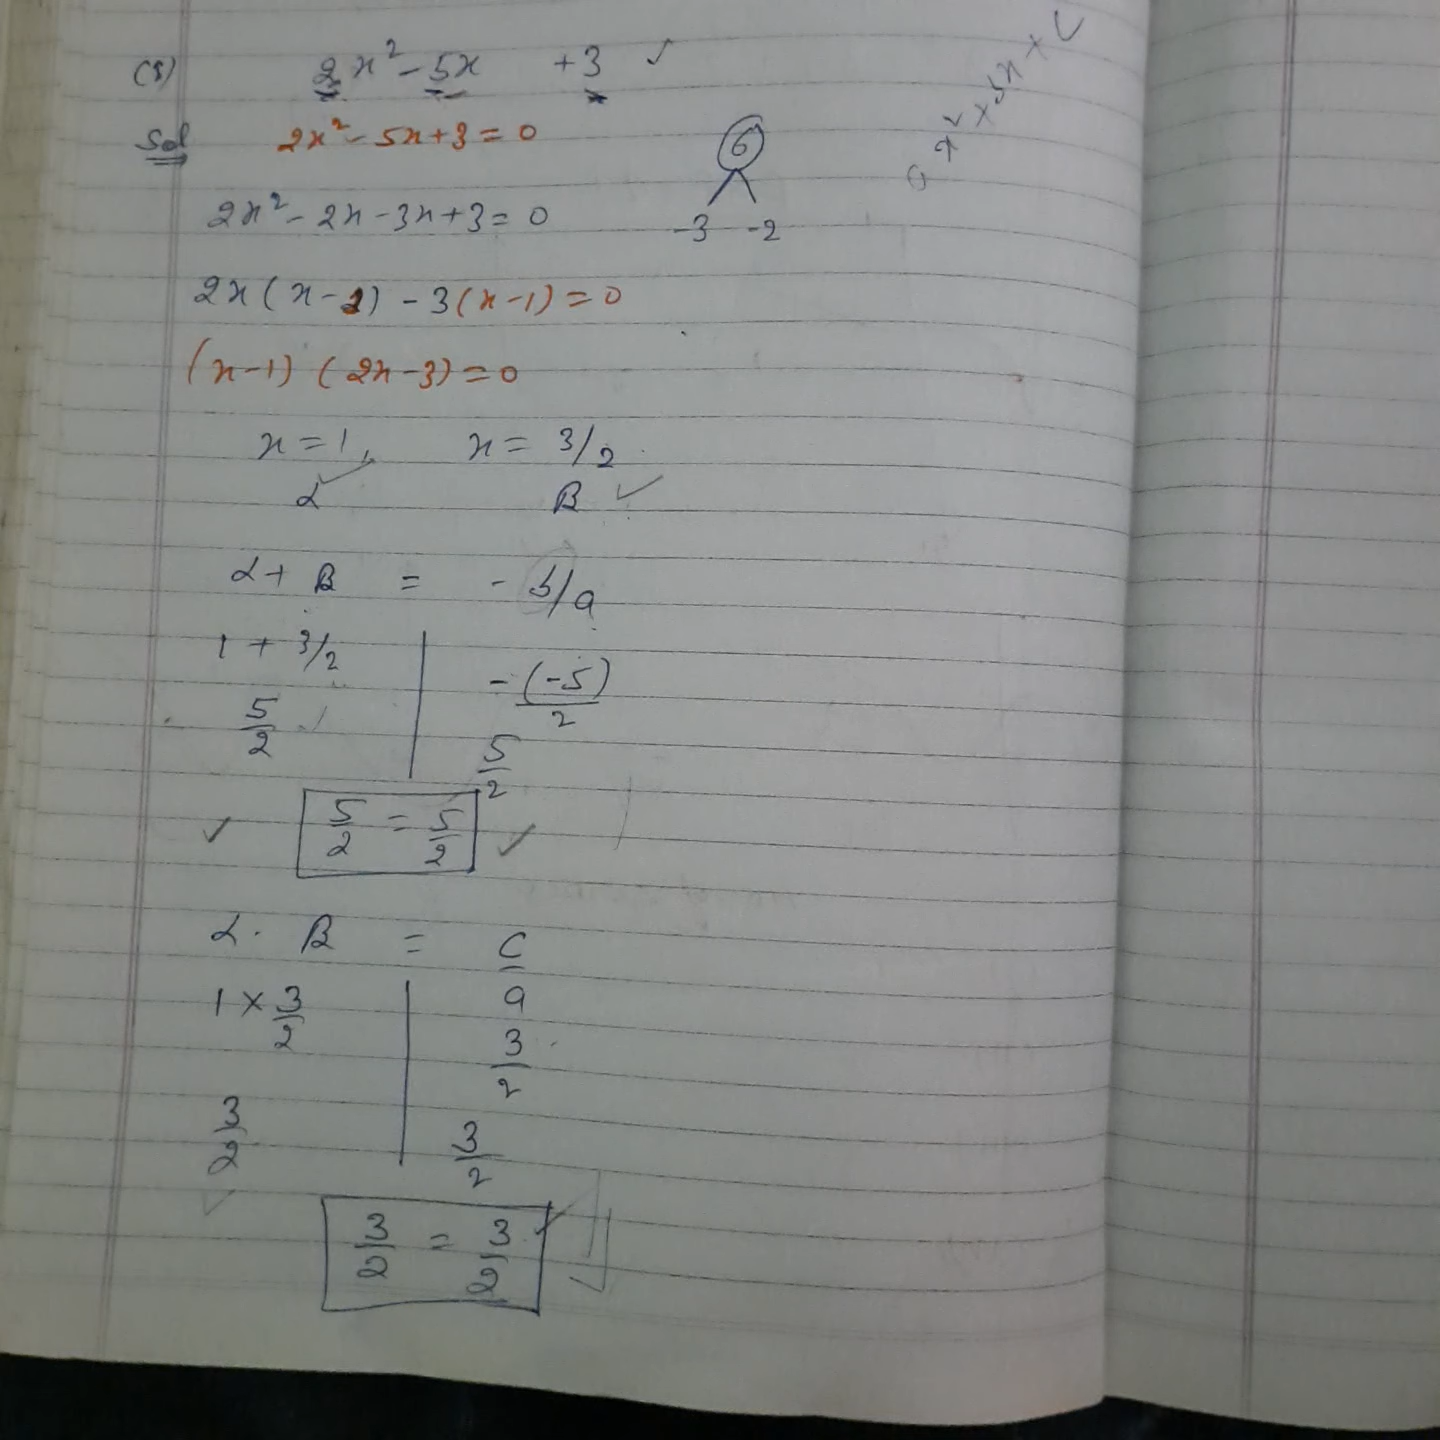 (8) 2x² - 5x + 3 ✓
Sol 2x² - 5x + 3 = 0
6
2x² - 2x - 3x + 3 = 0
-3 -2
2x(x-1) - 3(x-1) = 0
(x-1) (2x-3) = 0
x = 1, x = 3/2
α ✓ B ✓
α + B = - b/a
1 + 3/2
-(-5)/2
5/2 ✓
5/2
✓ 5/2 = 5/2 ✓
α . B = c/a
1 × 3/2
3/2
3/2 3/2
3/2 = 3/2 ✓